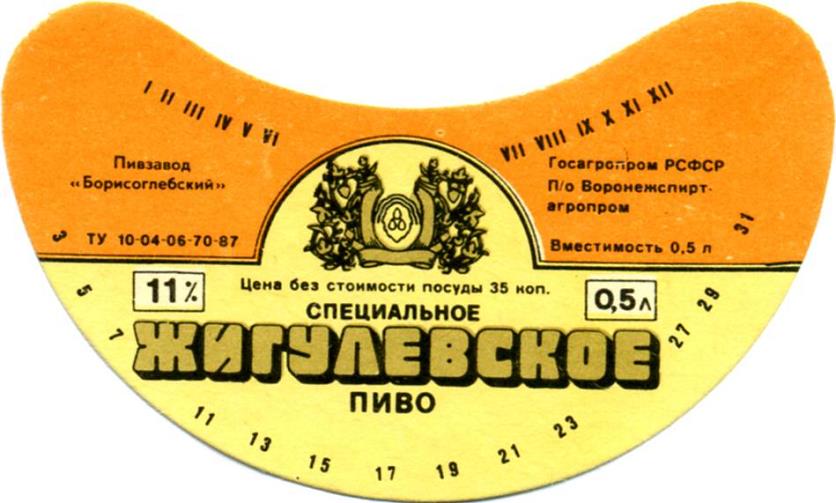 I II III IV V VI
VII VIII IX X XI XII
Пивзавод
«Борисоглебский»
ТУ 10-04-06-70-87
Госагропром РСФСР
П/о Воронежспирт-
агропром
Вместимость 0,5 л
11%
Цена без стоимости посуды 35 коп.
0,5л
СПЕЦИАЛЬНОЕ
ЖИГУЛЕВСКОЕ
ПИВО
3
5
7
11
13
15
17
19
21
23
27
29
31